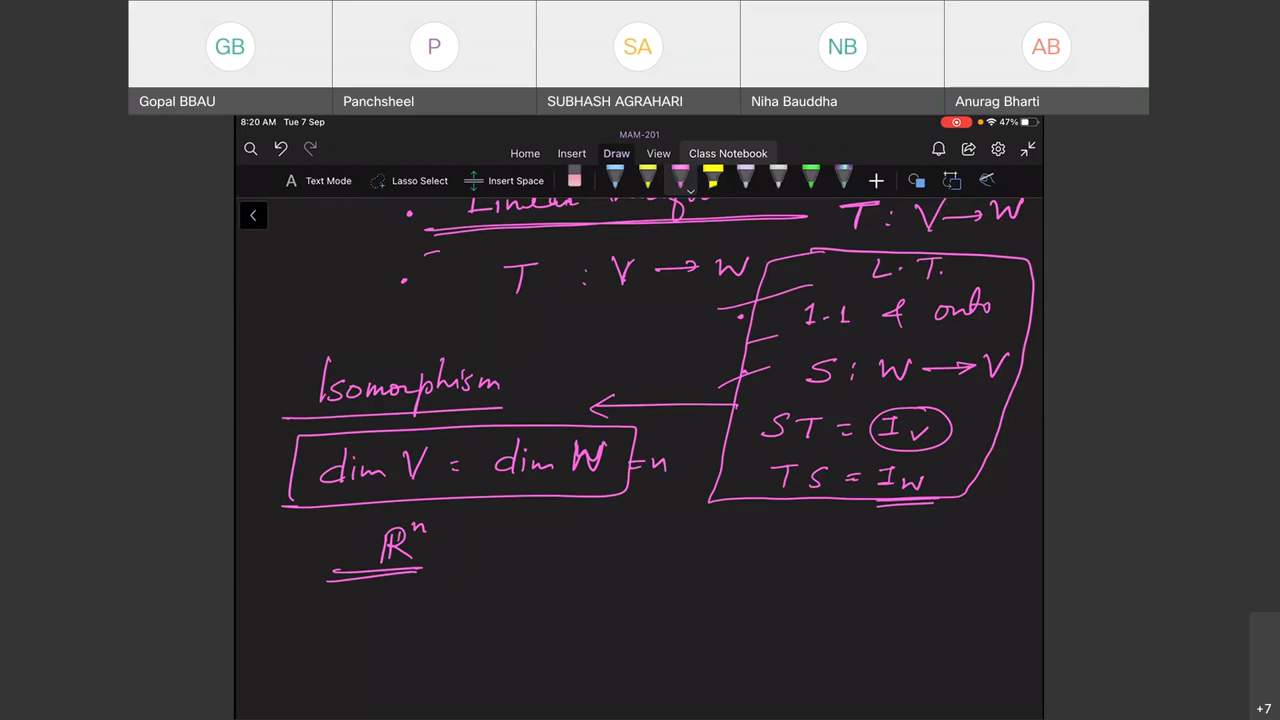 GB P SA NB AB
Gopal BBAU Panchsheel SUBHASH AGRAHARI Niha Bauddha Anurag Bharti
8:20 AM Tue 7 Sep 47%
MAM-201
Home Insert Draw View Class Notebook
Text Mode Lasso Select Insert Space
Linear
T : V → W
T : V → W
L. T.
1-1 & onto
S : W → V
ST = I_V
TS = I_W
Isomorphism
dim V = dim W = n
ℝⁿ
+7